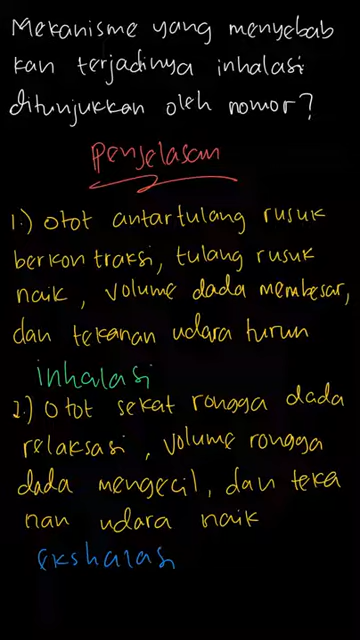 Mekanisme yang menyebab
kan terjadinya inhalasi
ditunjukkan oleh nomor?
Penjelasan
1.) Otot antartulang rusuk
berkontraksi, tulang rusuk
naik, volume dada membesar,
dan tekanan udara turun
inhalasi
2.) Otot sekat rongga dada
relaksasi, volume rongga
dada mengecil, dan teka
nan udara naik
ekshalasi